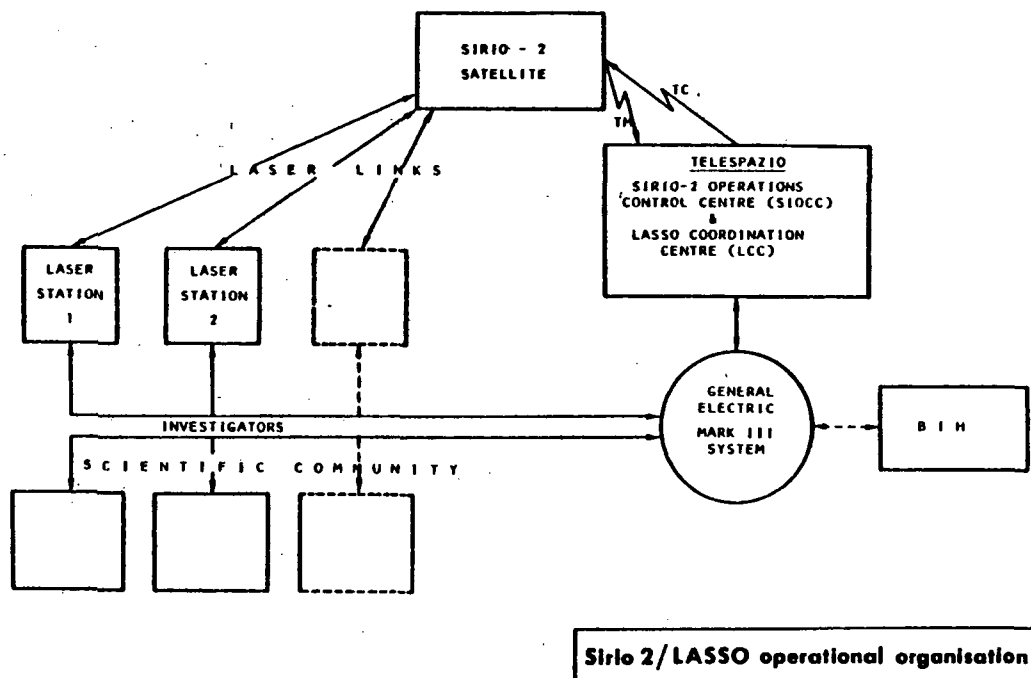 SIRIO - 2
SATELLITE
TC
TM
LASER LINKS
TELESPAZIO
SIRIO-2 OPERATIONS
CONTROL CENTRE (SIOCC)
&
LASSO COORDINATION
CENTRE (LCC)
LASER
STATION
1
LASER
STATION
2
GENERAL
ELECTRIC
MARK III
SYSTEM
BIH
INVESTIGATORS
SCIENTIFIC COMMUNITY
Sirio 2/LASSO operational organisation